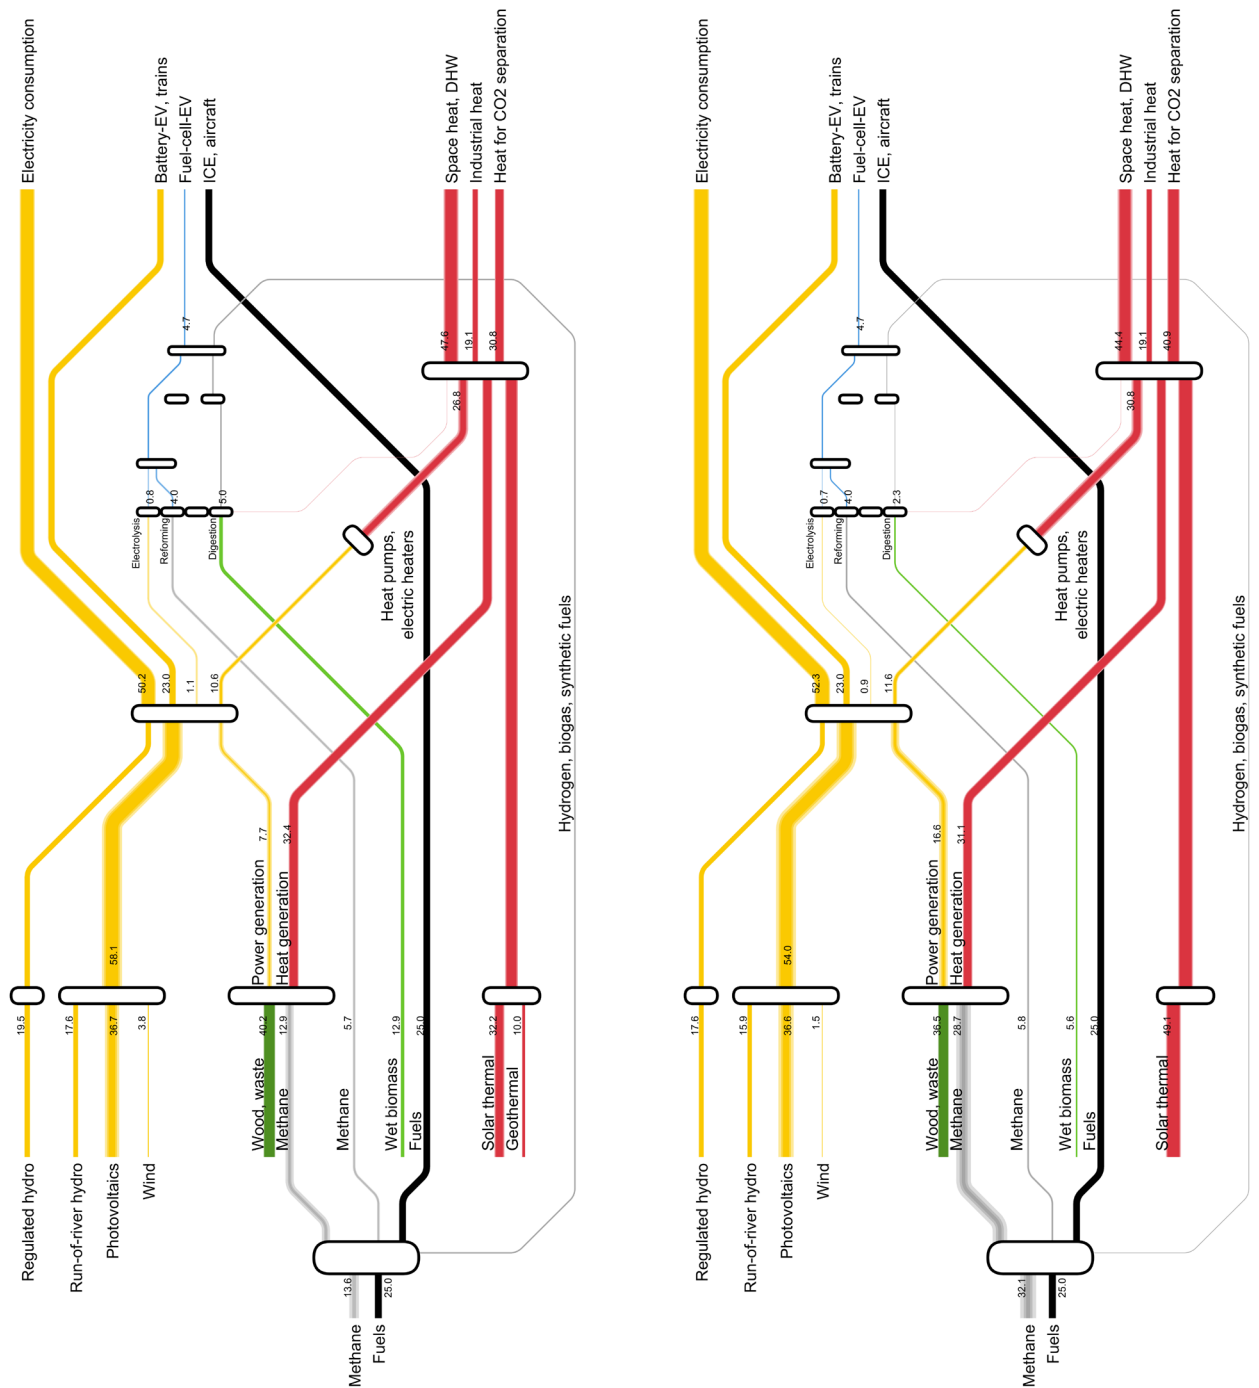 Electricity consumption
Battery-EV, trains
Fuel-cell-EV
ICE, aircraft
Space heat, DHW
Industrial heat
Heat for CO2 separation
4.7
47.6
19.1
30.8
26.8
0.8
4.0
5.0
Electrolysis
Reforming
Digestion
Heat pumps,
electric heaters
50.2
23.0
1.1
10.6
Hydrogen, biogas, synthetic fuels
7.7
32.4
Power generation
Heat generation
58.1
19.5
17.6
36.7
3.8
40.2
12.9
5.7
12.9
25.0
32.2
10.0
Wood, waste
Methane
Methane
Wet biomass
Fuels
Solar thermal
Geothermal
Regulated hydro
Run-of-river hydro
Photovoltaics
Wind
13.6
25.0
Methane
Fuels
Electricity consumption
Battery-EV, trains
Fuel-cell-EV
ICE, aircraft
Space heat, DHW
Industrial heat
Heat for CO2 separation
4.7
44.4
19.1
40.9
30.8
0.7
4.0
2.3
Electrolysis
Reforming
Digestion
Heat pumps,
electric heaters
52.3
23.0
0.9
11.6
Hydrogen, biogas, synthetic fuels
16.6
31.1
Power generation
Heat generation
54.0
17.6
15.9
36.6
1.5
36.5
28.7
5.8
5.6
25.0
49.1
Wood, waste
Methane
Methane
Wet biomass
Fuels
Solar thermal
Regulated hydro
Run-of-river hydro
Photovoltaics
Wind
32.1
25.0
Methane
Fuels